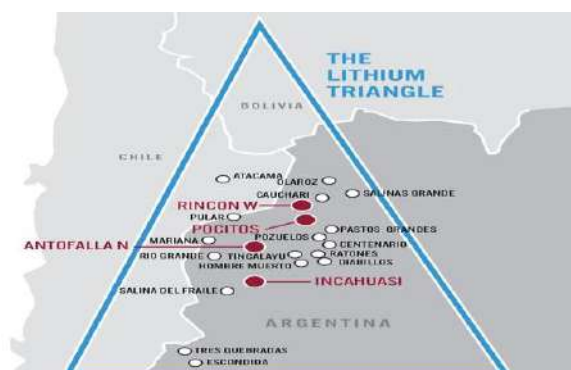 THE
LITHIUM
TRIANGLE
BOLIVIA
CHILE
ATACAMA
OLAROZ
CAUCHARI
SALINAS GRANDE
RINCON W
PULAR
POCITOS
PASTOS GRANDES
MARIANA
POZUELOS
ANTOFALLA N
CENTENARIO
RIO GRANDE
TINCALAYU
RATONES
HOMBRE MUERTO
DIABILLOS
INCAHUASI
SALINA DEL FRAILE
ARGENTINA
TRES QUEBRADAS
ESCONDIDA